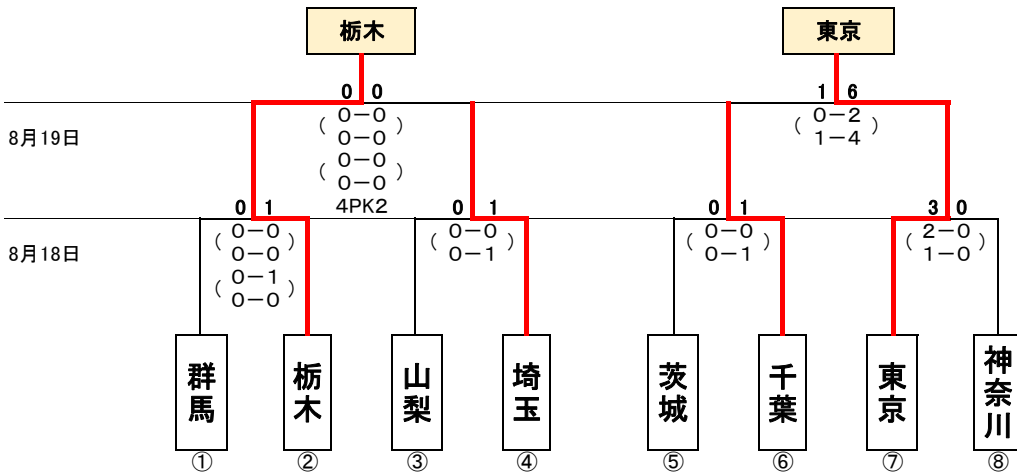 栃木
東京
0 0
1 6
8月19日
(0−0
0−0)
(0−0
0−0)
4PK2
(0−2
1−4)
0 1
0 1
0 1
3 0
8月18日
(0−0
0−0)
(0−1
0−0)
(0−0
0−1)
(0−0
0−1)
(2−0
1−0)
群馬
栃木
山梨
埼玉
茨城
千葉
東京
神奈川
① ② ③ ④ ⑤ ⑥ ⑦ ⑧